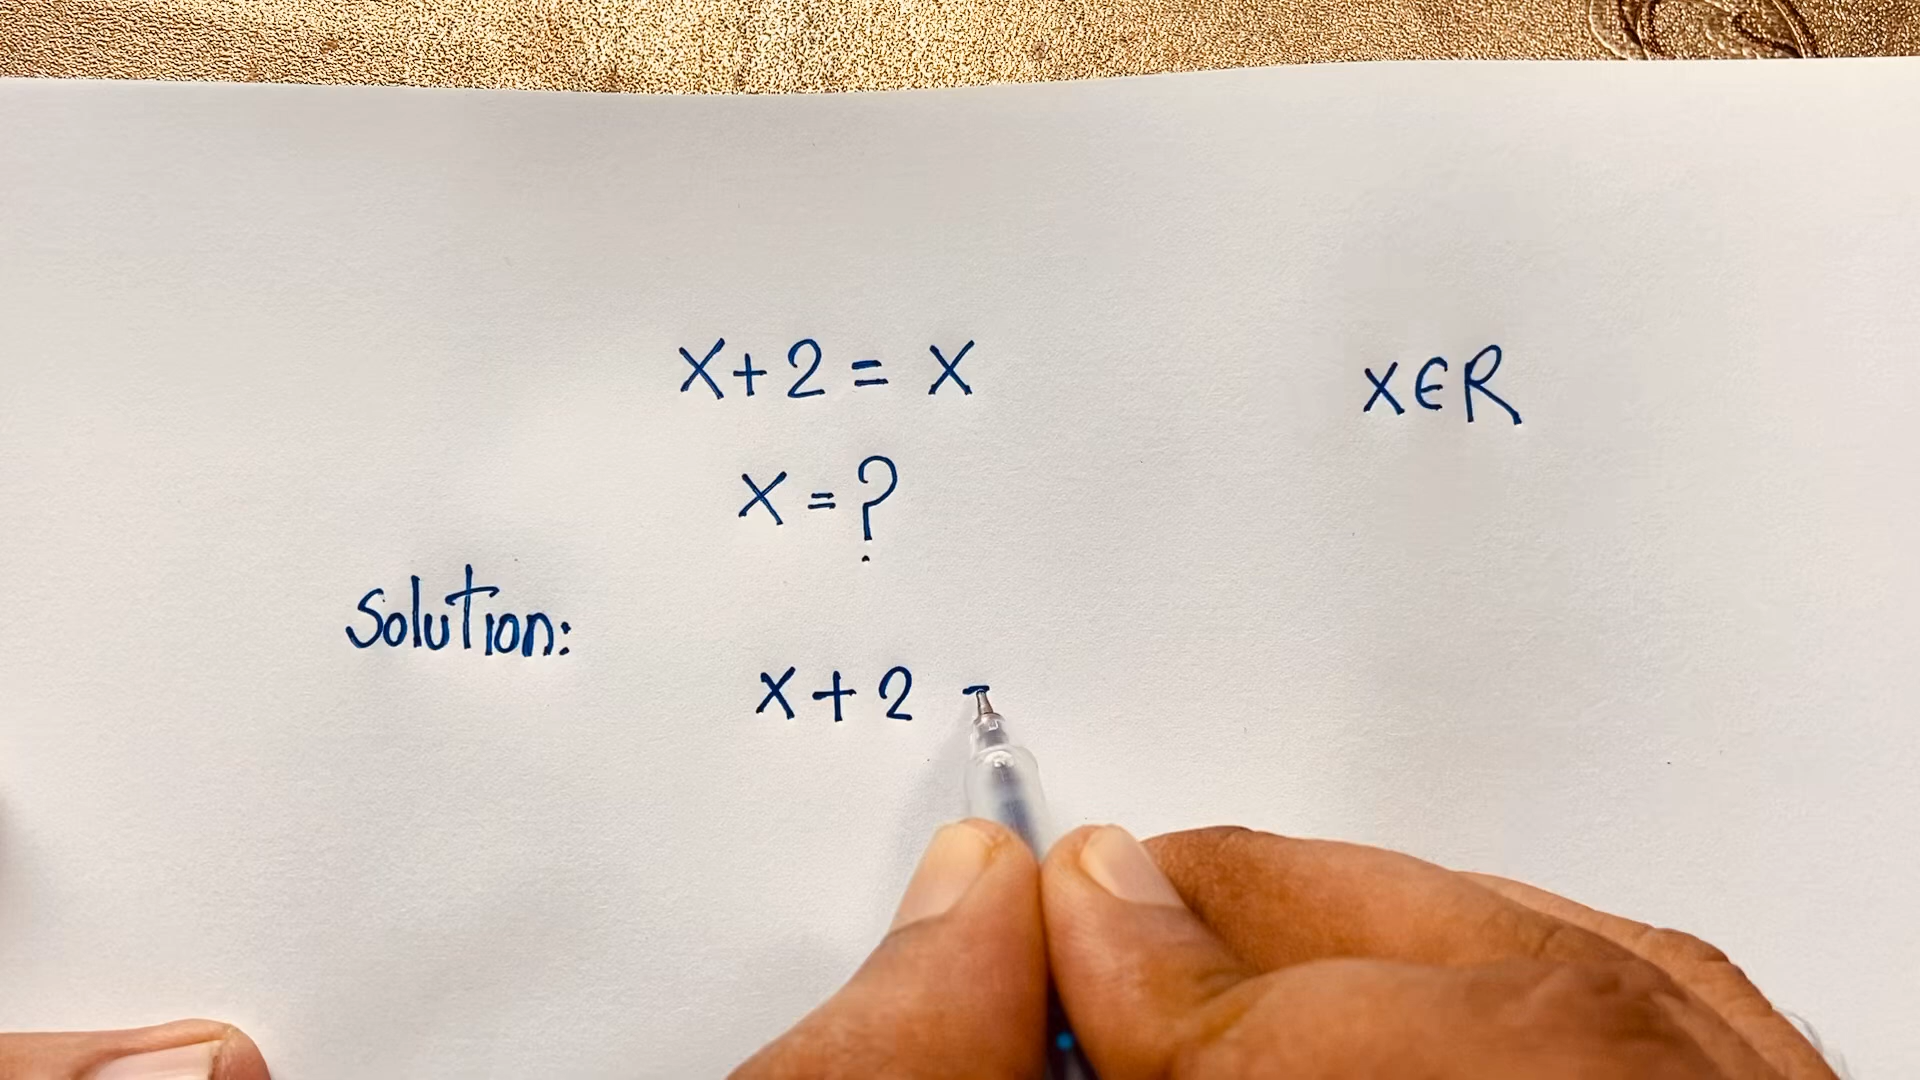 x+2 = x
x∈R
x = ?
Solution:
x+2 =